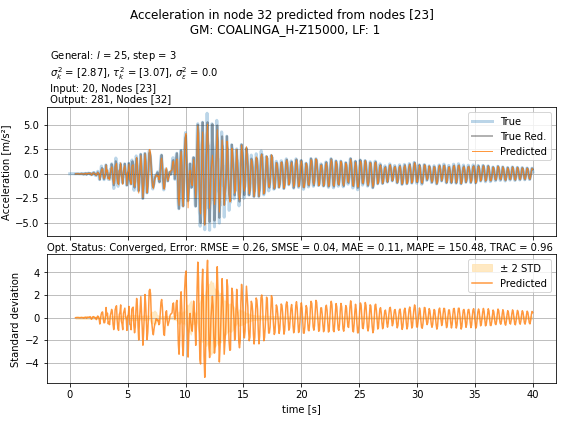 Acceleration in node 32 predicted from nodes [23]
GM: COALINGA_H-Z15000, LF: 1
General: l = 25, step = 3
σₖ² = [2.87], τₖ² = [3.07], σ_ε² = 0.0
Input: 20, Nodes [23]
Output: 281, Nodes [32]
5.0
2.5
0.0
−2.5
−5.0
Acceleration [m/s²]
True
True Red.
Predicted
Opt. Status: Converged, Error: RMSE = 0.26, SMSE = 0.04, MAE = 0.11, MAPE = 150.48, TRAC = 0.96
4
2
0
−2
−4
Standard deviation
± 2 STD
Predicted
0 5 10 15 20 25 30 35 40
time [s]